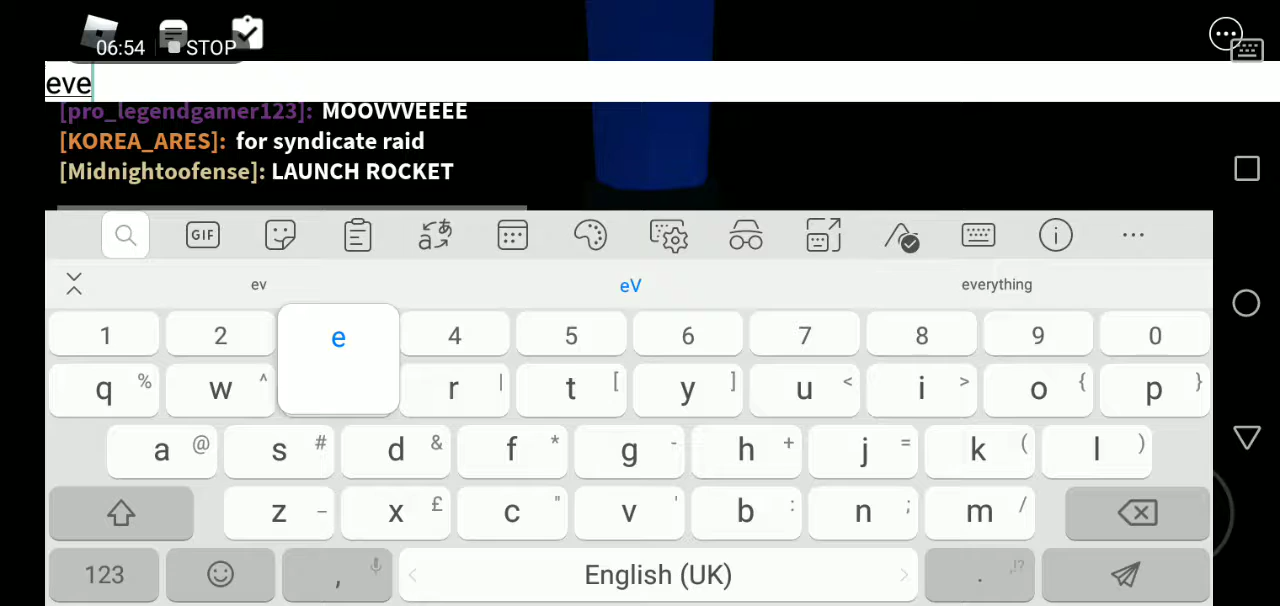 06:54 STOP
eve
[pro_legendgamer123]: MOOVVVEEEE
[KOREA_ARES]: for syndicate raid
[Midnightoofense]: LAUNCH ROCKET
GIF
ev eV everything
1 2 e 4 5 6 7 8 9 0
q % w ^ r | t [ y ] u < i > o { p }
a @ s # d & f * g - h + j = k ( l )
z _ x £ c " v ' b : n ; m /
123 , English (UK) . ,!?